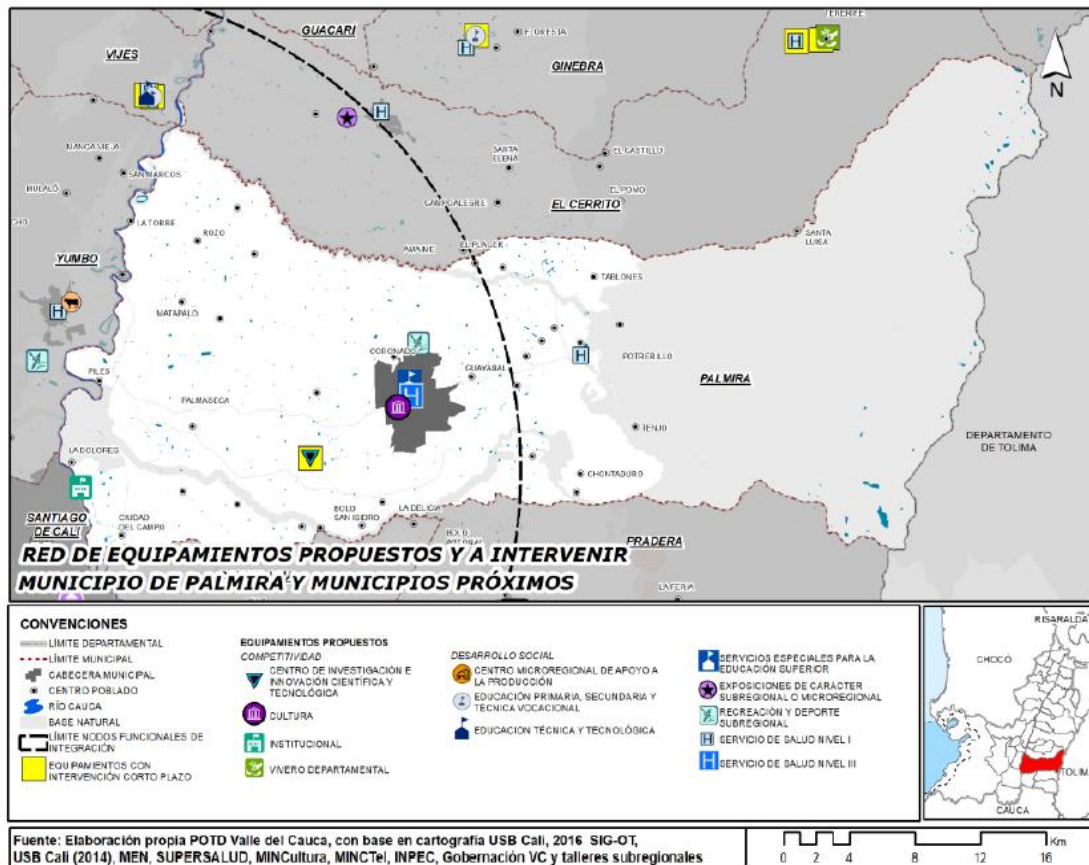 TENERIFE
GUACARÍ
FLORESTA
VIJES
GINEBRA
N
MANGA VIEJA
SANTA ELENA
EL CASTILLO
SAN MARCOS
MULALÓ
EL POMO
CAMPOALEGRE
EL CERRITO
LA TORRE
SANTA LUISA
ROZO
AMAIME
EL PLACER
YUMBO
TABLONES
MATAPALO
CORONADO
POTRERILLO
PILES
GUAYABAL
PALMIRA
PALMASECA
TENJO
DEPARTAMENTO DE TOLIMA
LA DOLORES
CHONTADURO
SANTIAGO DE CALI
CIUDAD DEL CAMPO
BOLO SAN ISIDRO
LA DELICIA
BOLO
PRADERA
RED DE EQUIPAMIENTOS PROPUESTOS Y A INTERVENIR
MUNICIPIO DE PALMIRA Y MUNICIPIOS PRÓXIMOS
LA FERIA
CONVENCIONES
LÍMITE DEPARTAMENTAL
LÍMITE MUNICIPAL
CABECERA MUNICIPAL
CENTRO POBLADO
RÍO CAUCA
BASE NATURAL
LÍMITE NODOS FUNCIONALES DE
INTEGRACIÓN
EQUIPAMIENTOS CON
INTERVENCIÓN CORTO PLAZO
EQUIPAMIENTOS PROPUESTOS
COMPETITIVIDAD
CENTRO DE INVESTIGACIÓN E
INNOVACIÓN CIENTÍFICA Y
TECNOLÓGICA
CULTURA
INSTITUCIONAL
VIVERO DEPARTAMENTAL
DESARROLLO SOCIAL
CENTRO MICROREGIONAL DE APOYO A
LA PRODUCCIÓN
EDUCACIÓN PRIMARIA, SECUNDARIA Y
TÉCNICA VOCACIONAL
EDUCACIÓN TÉCNICA Y TECNOLÓGICA
SERVICIOS ESPECIALES PARA LA
EDUCACIÓN SUPERIOR
EXPOSICIONES DE CARÁCTER
SUBREGIONAL O MICROREGIONAL
RECREACIÓN Y DEPORTE
SUBREGIONAL
SERVICIO DE SALUD NIVEL I
SERVICIO DE SALUD NIVEL III
RISARALDA
CHOCÓ
TOLIMA
CAUCA
Fuente: Elaboración propia POTD Valle del Cauca, con base en cartografía USB Cali, 2016 SIG-OT,
USB Cali (2014), MEN, SUPERSALUD, MINCultura, MINCTel, INPEC, Gobernación VC y talleres subregionales
Km
0 2 4 8 12 16